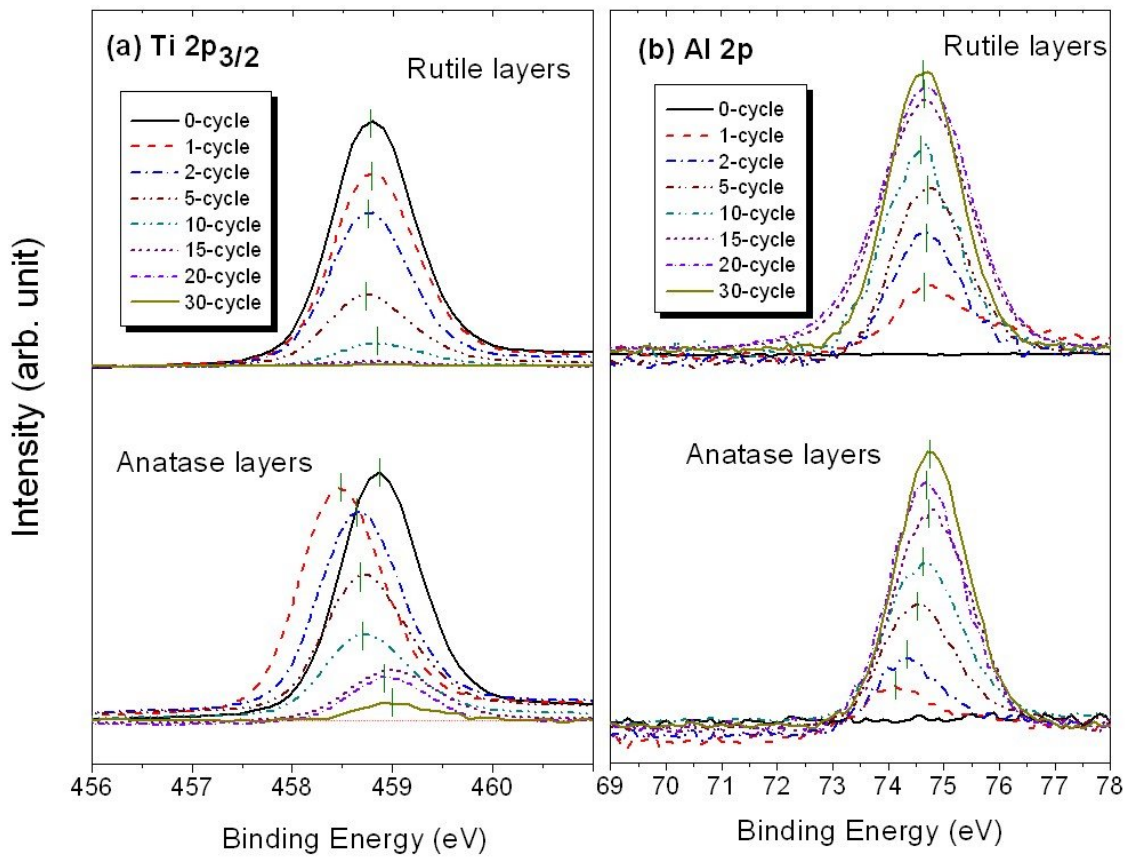 (a) Ti 2p3/2
Rutile layers
0-cycle
1-cycle
2-cycle
5-cycle
10-cycle
15-cycle
20-cycle
30-cycle
Anatase layers
456 457 458 459 460
Binding Energy (eV)
Intensity (arb. unit)
(b) Al 2p
Rutile layers
0-cycle
1-cycle
2-cycle
5-cycle
10-cycle
15-cycle
20-cycle
30-cycle
Anatase layers
69 70 71 72 73 74 75 76 77 78
Binding Energy (eV)